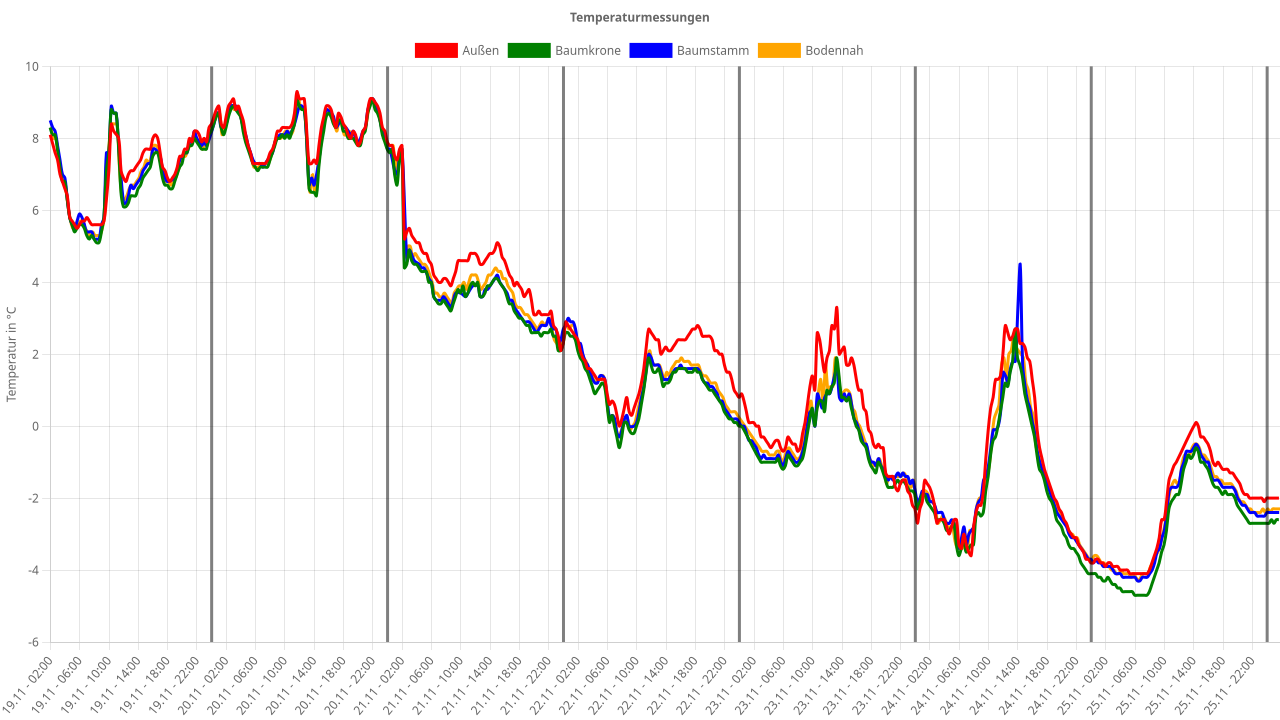 Temperaturmessungen
Außen Baumkrone Baumstamm Bodennah
Temperatur in °C
10
8
6
4
2
0
-2
-4
-6
19.11 - 02:00
19.11 - 06:00
19.11 - 10:00
19.11 - 14:00
19.11 - 18:00
19.11 - 22:00
20.11 - 02:00
20.11 - 06:00
20.11 - 10:00
20.11 - 14:00
20.11 - 18:00
20.11 - 22:00
21.11 - 02:00
21.11 - 06:00
21.11 - 10:00
21.11 - 14:00
21.11 - 18:00
21.11 - 22:00
22.11 - 02:00
22.11 - 06:00
22.11 - 10:00
22.11 - 14:00
22.11 - 18:00
22.11 - 22:00
23.11 - 02:00
23.11 - 06:00
23.11 - 10:00
23.11 - 14:00
23.11 - 18:00
23.11 - 22:00
24.11 - 02:00
24.11 - 06:00
24.11 - 10:00
24.11 - 14:00
24.11 - 18:00
24.11 - 22:00
25.11 - 02:00
25.11 - 06:00
25.11 - 10:00
25.11 - 14:00
25.11 - 18:00
25.11 - 22:00